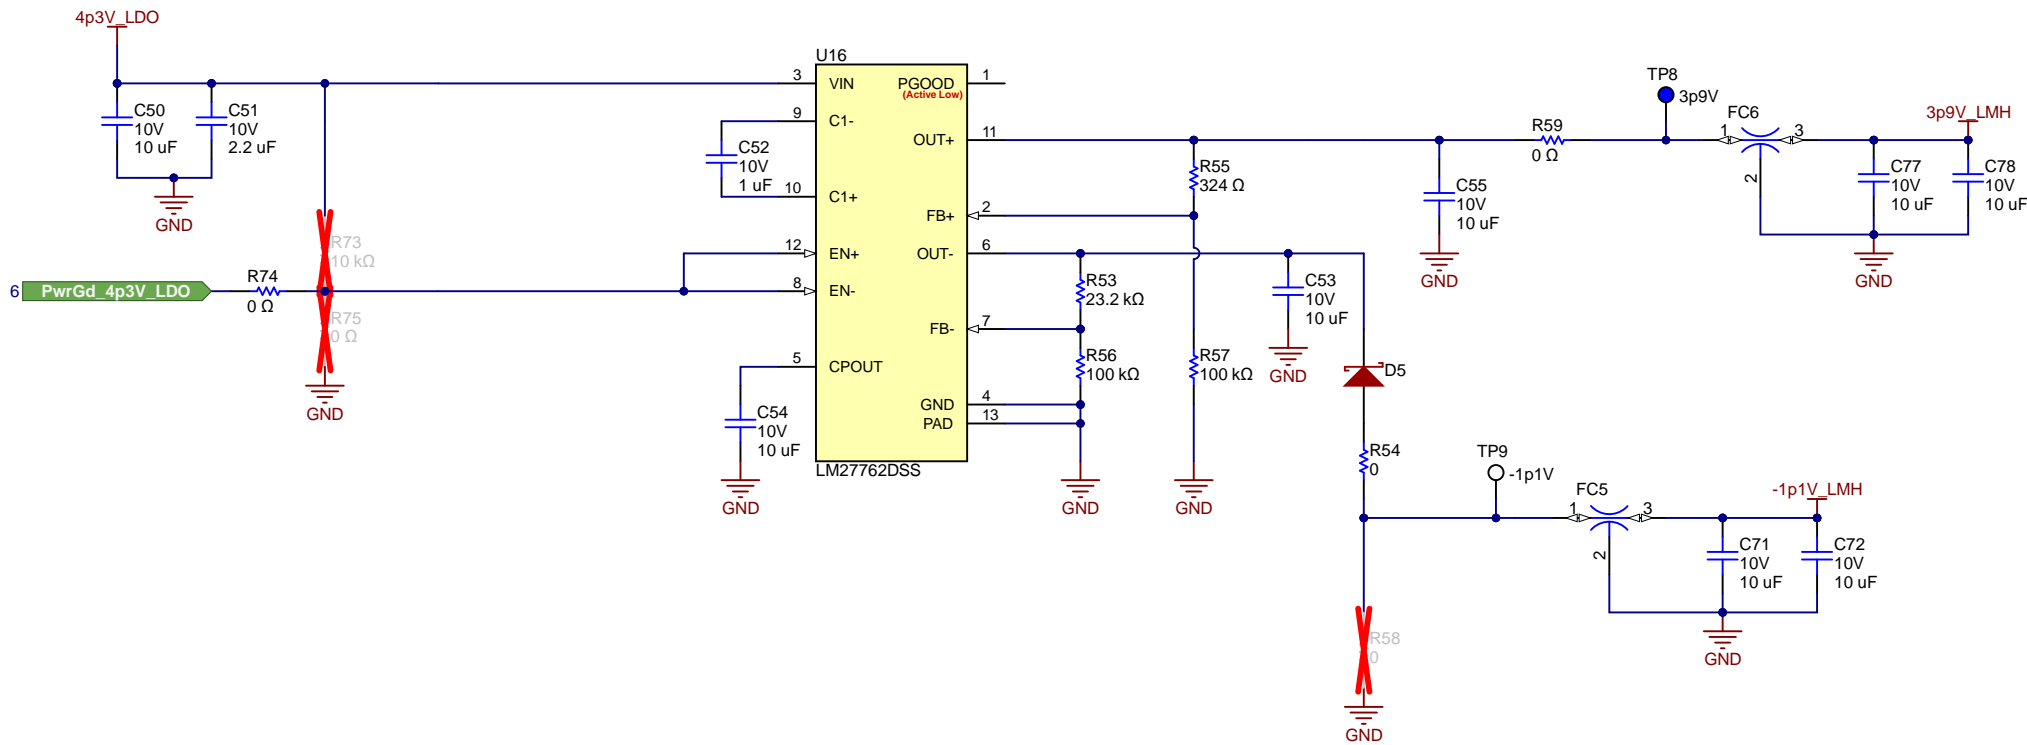 4p3V_LDO
C50
10V
10 uF
C51
10V
2.2 uF
GND
R73
10 kΩ
6 PwrGd_4p3V_LDO
R74
0 Ω
R75
0 Ω
GND
C52
10V
1 uF
C54
10V
10 uF
GND
U16
3 VIN
9 C1-
10 C1+
12 EN+
8 EN-
5 CPOUT
PGOOD 1
(Active Low)
OUT+ 11
FB+ 2
OUT- 6
FB- 7
GND 4
PAD 13
LM27762DSS
R55
324 Ω
R53
23.2 kΩ
R56
100 kΩ
GND
R57
100 kΩ
GND
C53
10V
10 uF
GND
C55
10V
10 uF
GND
R59
0 Ω
TP8
3p9V
FC6
1
3
2
3p9V_LMH
C77
10V
10 uF
C78
10V
10 uF
GND
D5
R54
0
TP9
-1p1V
FC5
1
3
2
-1p1V_LMH
C71
10V
10 uF
C72
10V
10 uF
GND
R58
0
GND